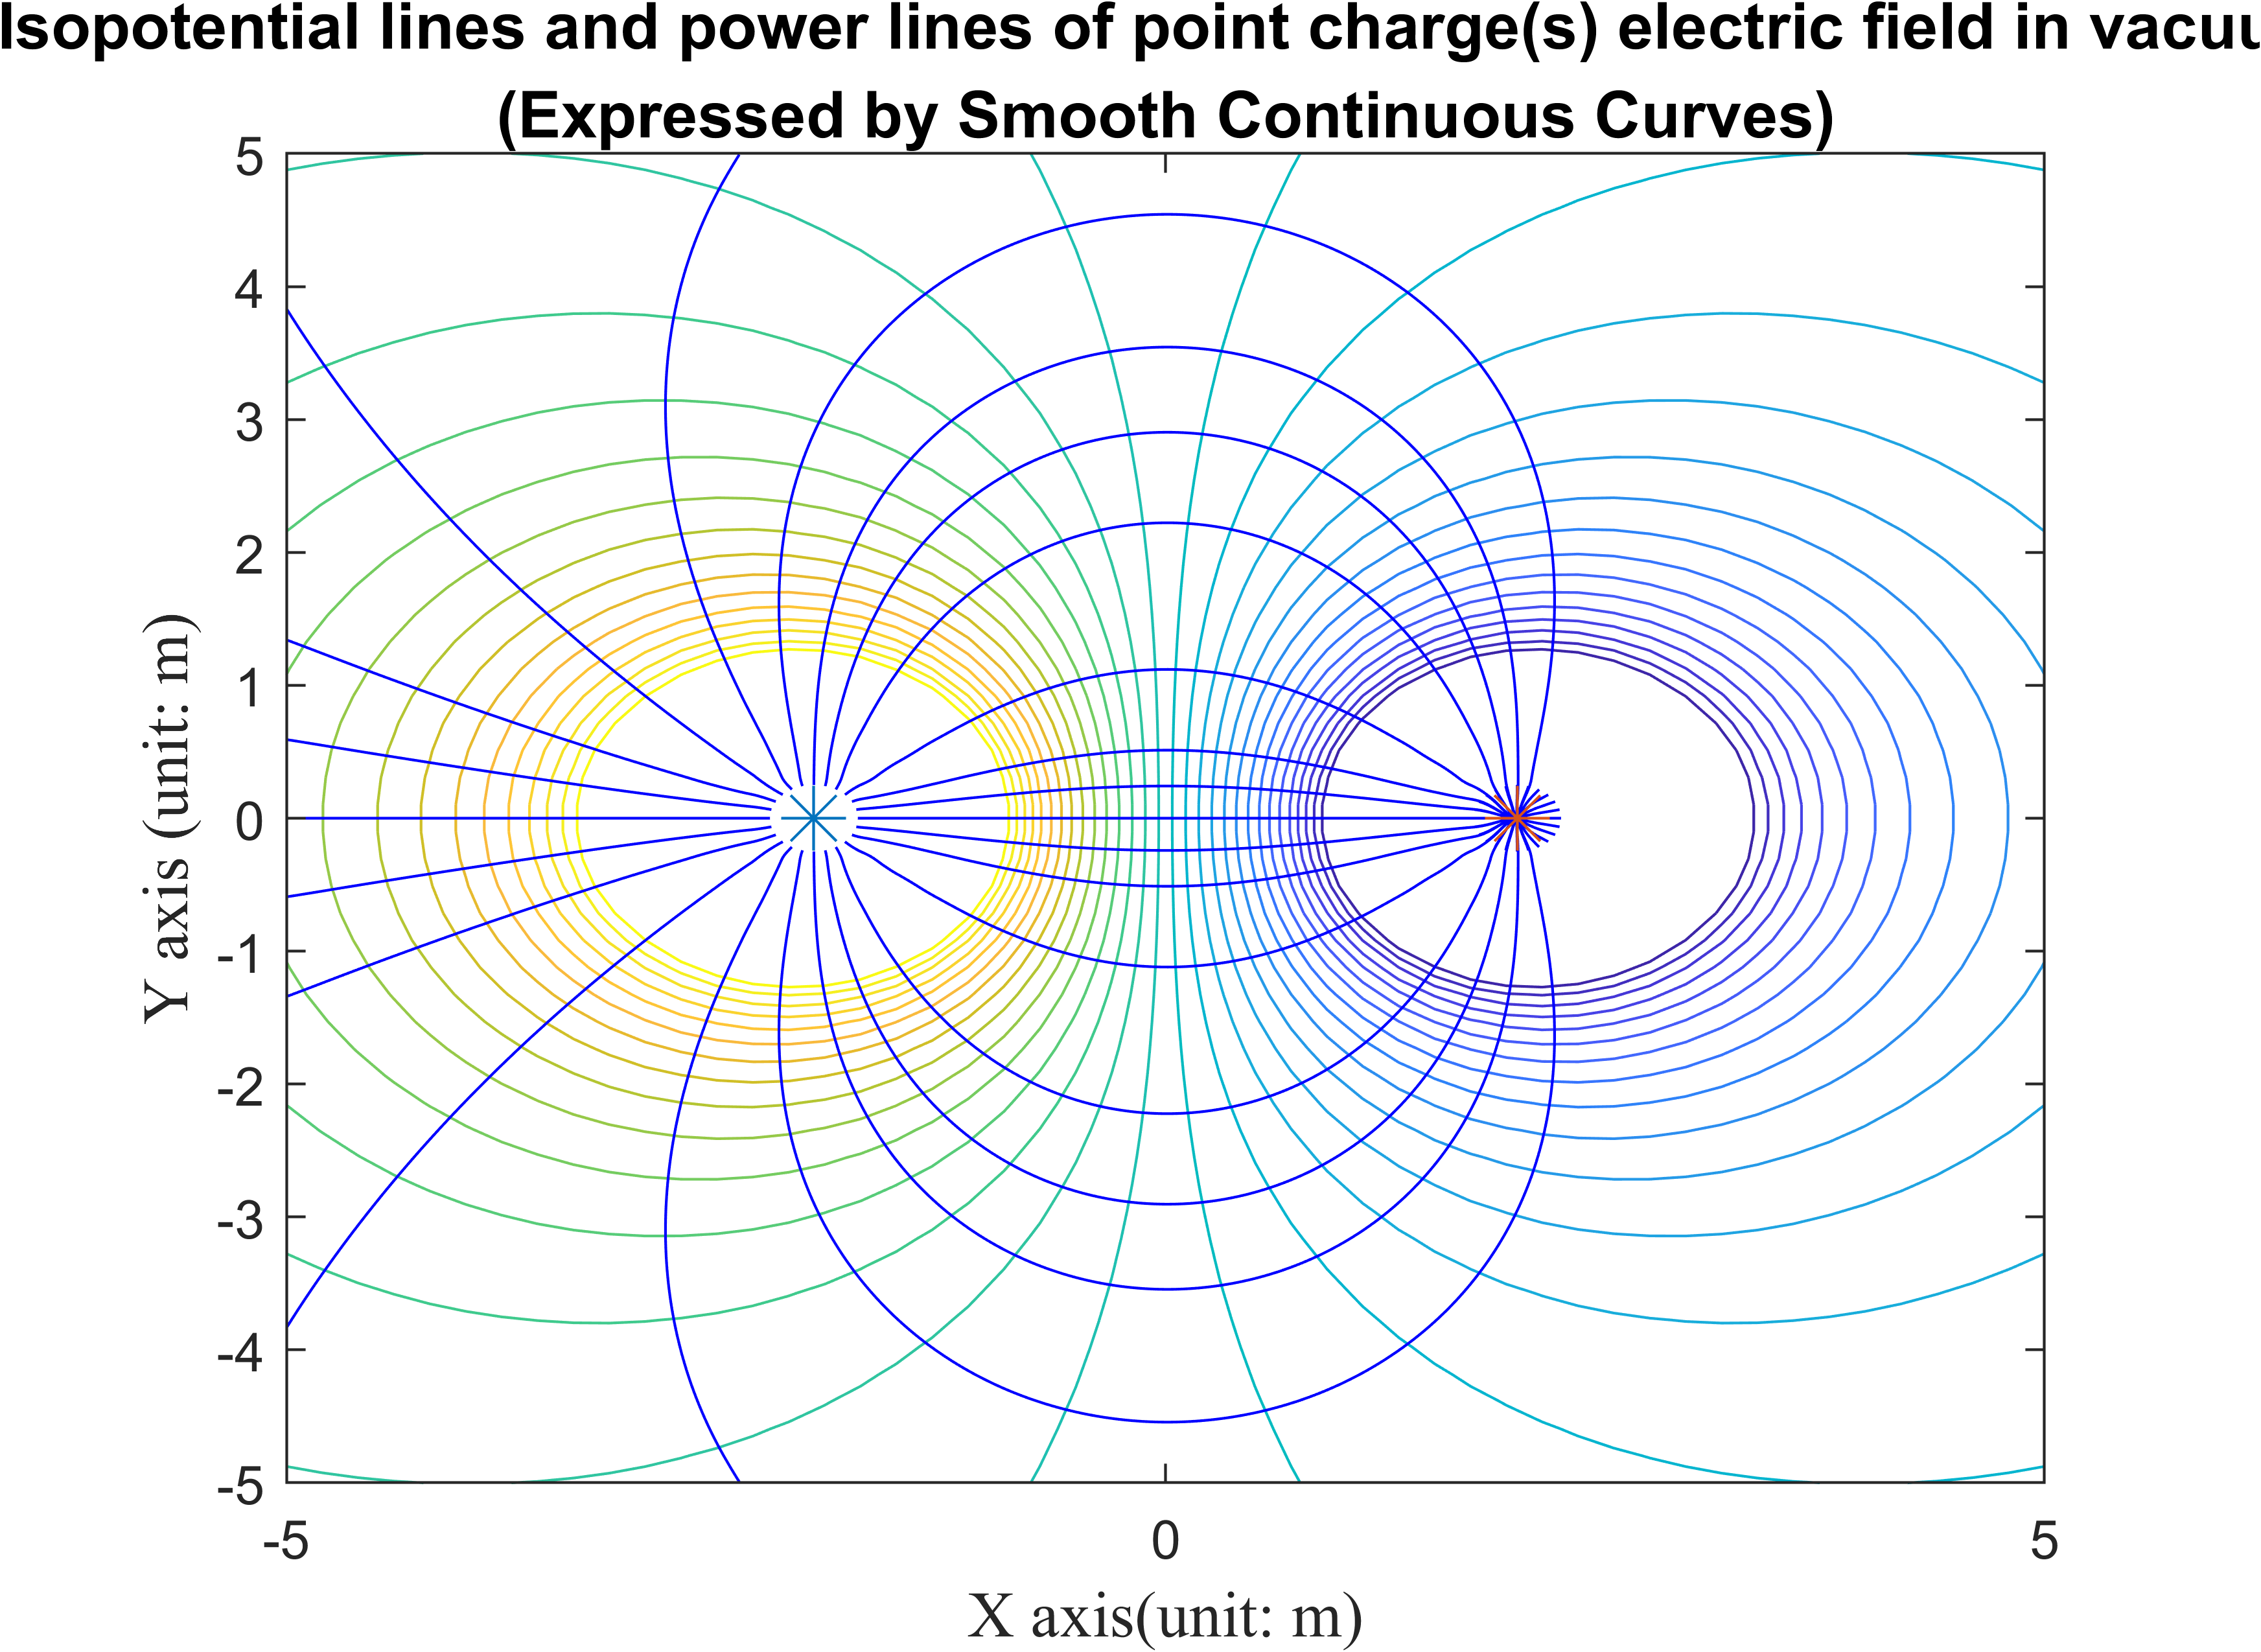 Isopotential lines and power lines of point charge(s) electric field in
(Expressed by Smooth Continuous Curves)
5
4
3
2
1
0
-1
-2
-3
-4
-5
-5 0 5
Y axis (unit: m)
X axis(unit: m)